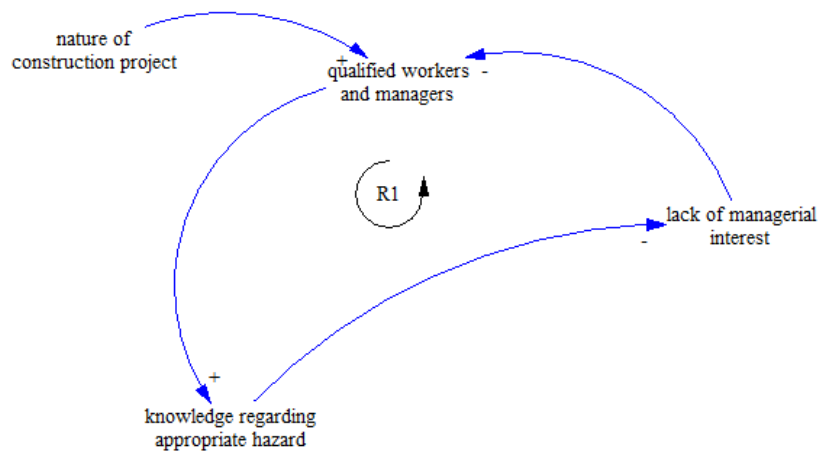 nature of
construction project
+
qualified workers
and managers
-
R1
lack of managerial
interest
-
+
knowledge regarding
appropriate hazard